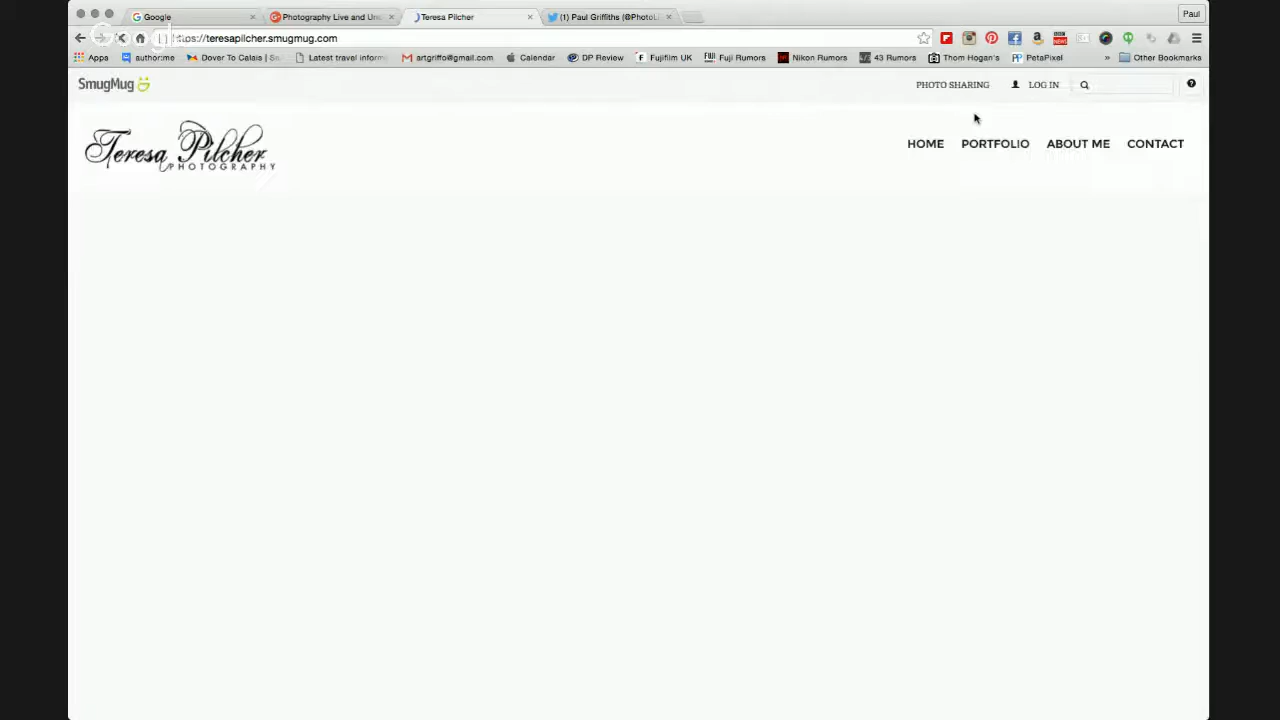 Google
Photography Live and Un
Teresa Pilcher
(1) Paul Griffiths (@PhotoLi
Paul
teresapilcher.smugmug.com
Apps
author:me
Dover To Calais | Se
Latest travel inform
artgriffo@gmail.com
Calendar
DP Review
Fujifilm UK
Fuji Rumors
Nikon Rumors
43 Rumors
Thom Hogan's
PetaPixel
»
Other Bookmarks
SmugMug
PHOTO SHARING
LOG IN
Teresa Pilcher
PHOTOGRAPHY
HOME PORTFOLIO ABOUT ME CONTACT